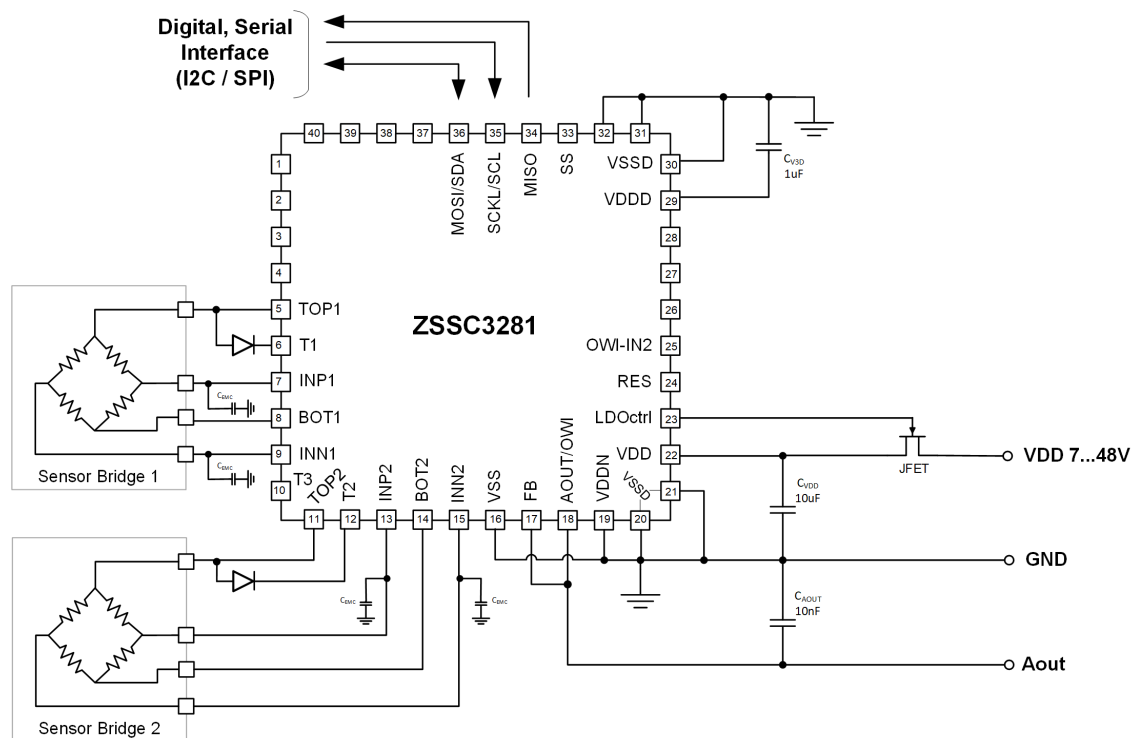 Digital, Serial
Interface
(I2C / SPI)
40 39 38 37 36 35 34 33 32 31
MOSI/SDA
SCKL/SCL
MISO
SS
1
2
3
4
5 TOP1
6 T1
7 INP1
8 BOT1
9 INN1
10 T3
ZSSC3281
VSSD 30
VDDD 29
28
27
26
OWI-IN2 25
RES 24
LDOctrl 23
VDD 22
VSSD 21
CV3D
1uF
JFET
VDD 7...48V
CVDD
10uF
GND
CAOUT
10nF
Aout
CEMC
CEMC
Sensor Bridge 1
TOP2
T2
INP2
BOT2
INN2
VSS
FB
AOUT/OWI
VDDN
11 12 13 14 15 16 17 18 19 20
CEMC
CEMC
Sensor Bridge 2